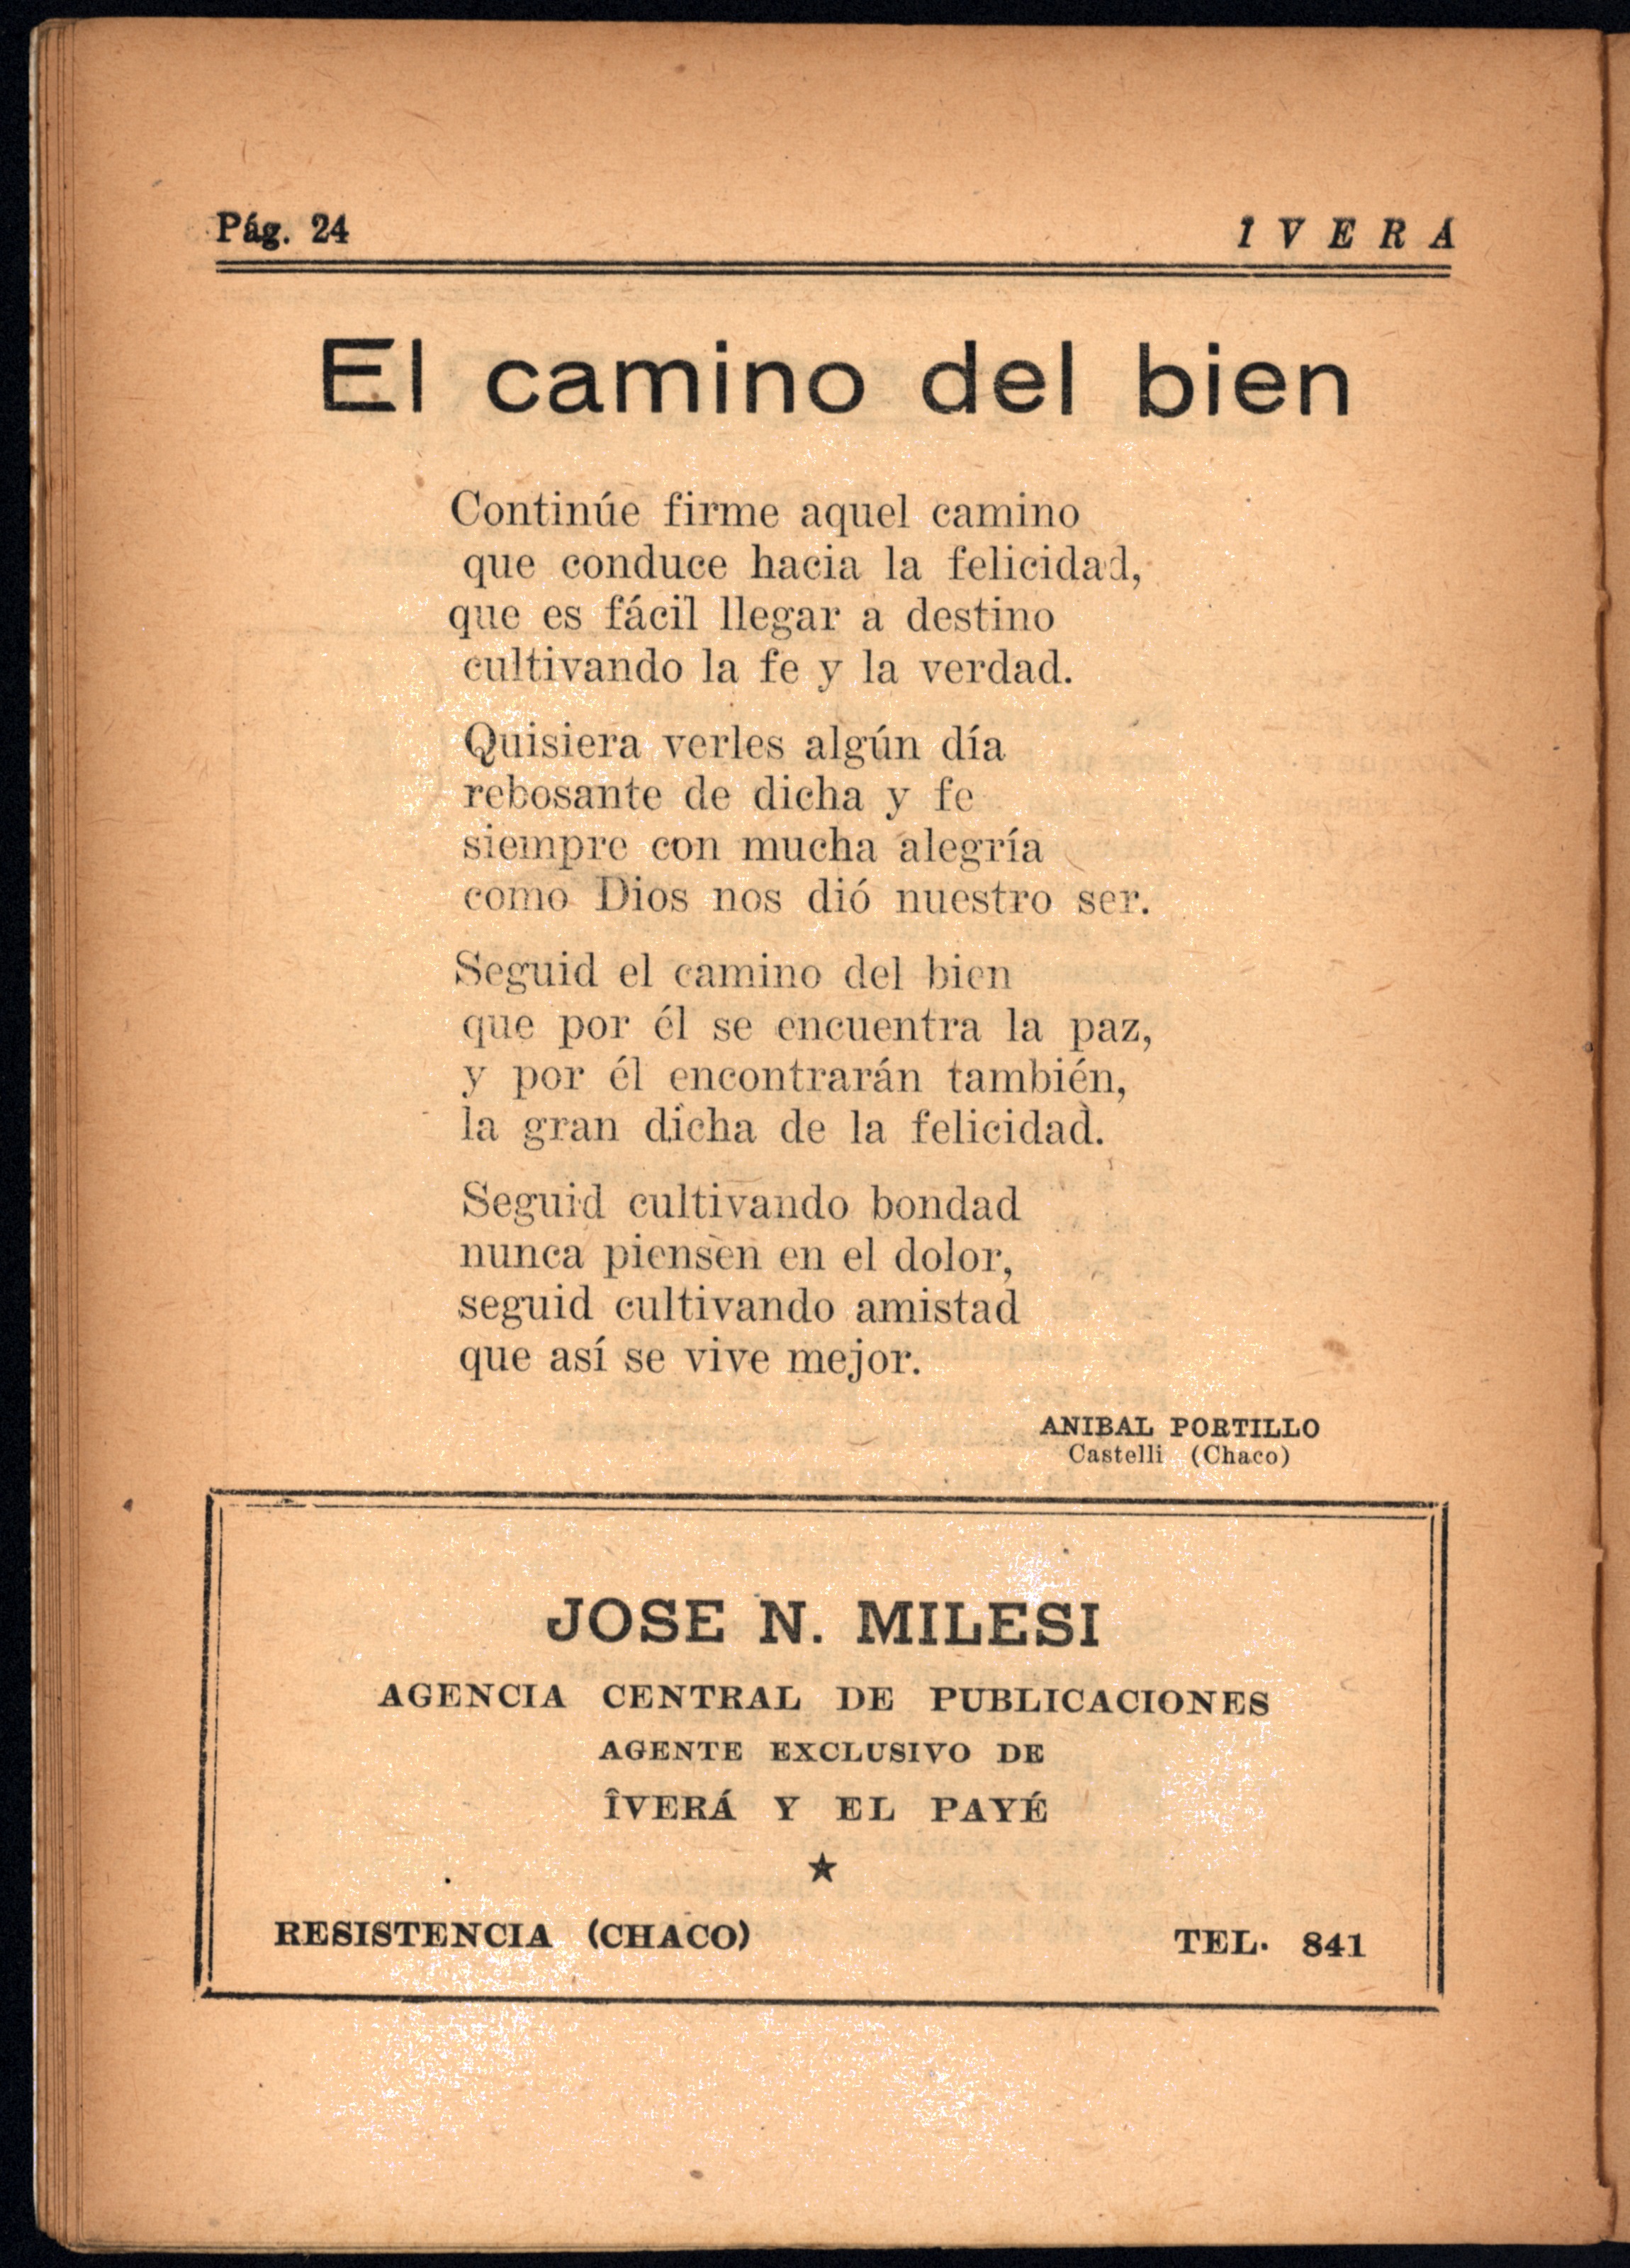 Pág. 24
IVERÁ
El camino del bien
Continúe firme aquel camino
que conduce hacia la felicidad,
que es fácil llegar a destino
cultivando la fe y la verdad.
Quisiera verles algún día
rebosante de dicha y fe
siempre con mucha alegría
como Dios nos dió nuestro ser.
Seguid el camino del bien
que por él se encuentra la paz,
y por él encontrarán también,
la gran dicha de la felicidad.
Seguid cultivando bondad
nunca piensen en el dolor,
seguid cultivando amistad
que así se vive mejor.
ANIBAL PORTILLO
Castelli (Chaco)
JOSE N. MILESI
AGENCIA CENTRAL DE PUBLICACIONES
AGENTE EXCLUSIVO DE
ÎVERÁ Y EL PAYÉ
★
RESISTENCIA (CHACO)
TEL. 841